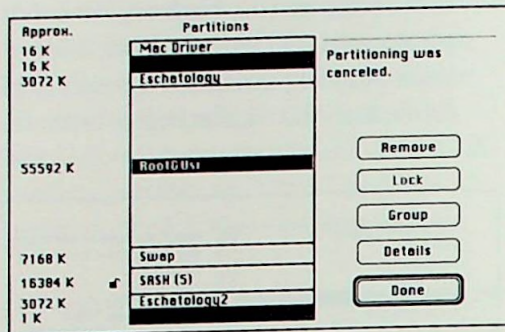 Approx.
Partitions
16 K
Mac Driver
16 K
3072 K
Eschatology
55592 K
Root&Usr
7168 K
Swap
16384 K
SASH (5)
3072 K
Eschatology2
1 K
Partitioning was
canceled.
Remove
Lock
Group
Details
Done